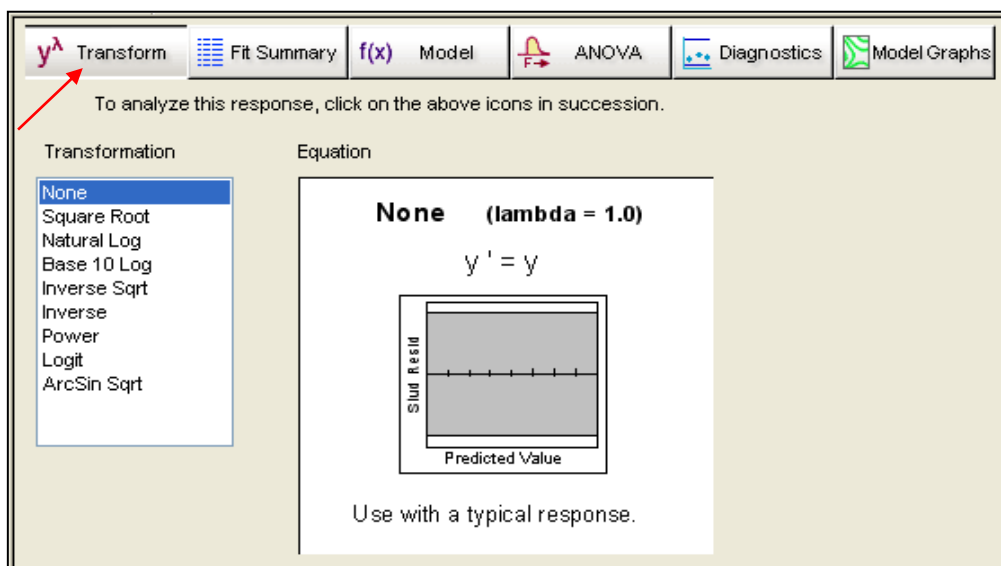 yλ Transform
Fit Summary
f(x) Model
F ANOVA
Diagnostics
Model Graphs
To analyze this response, click on the above icons in succession.
Transformation
Equation
None
Square Root
Natural Log
Base 10 Log
Inverse Sqrt
Inverse
Power
Logit
ArcSin Sqrt
None (lambda = 1.0)
y ' = y
Stud Resid
Predicted Value
Use with a typical response.